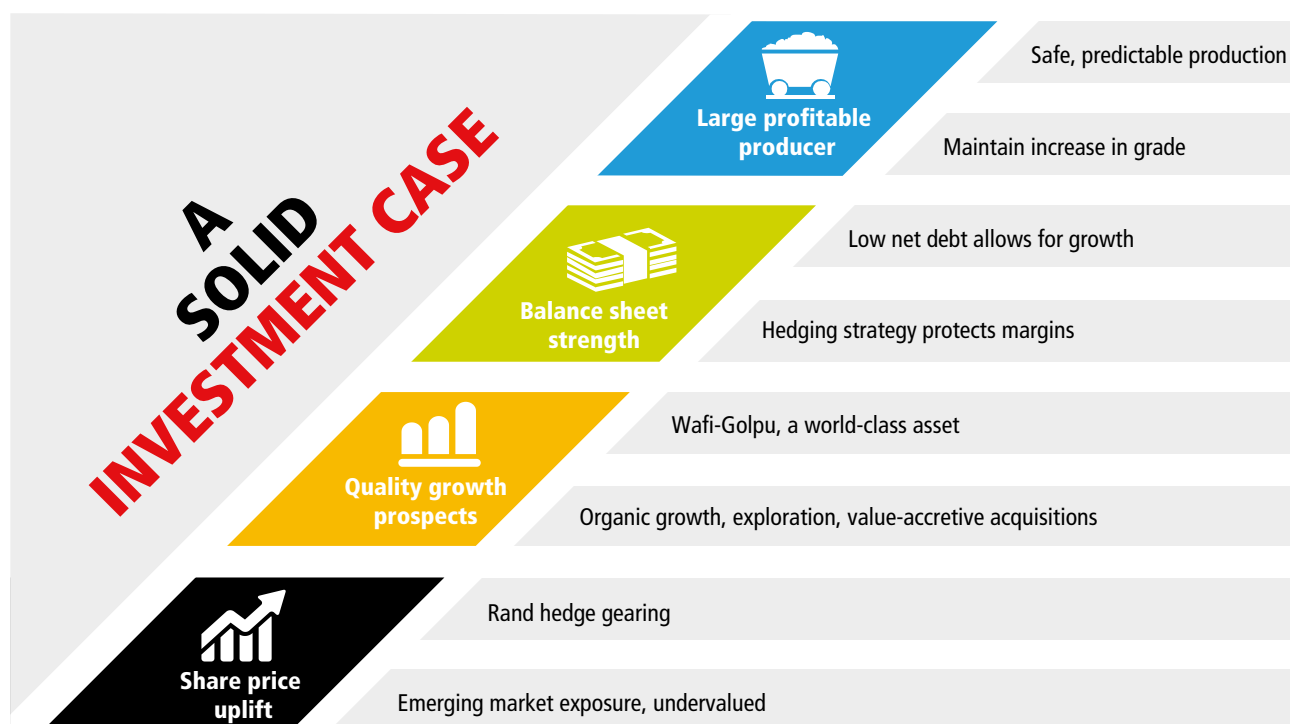 A
SOLID
INVESTMENT CASE
Large profitable
producer
Safe, predictable production
Maintain increase in grade
Balance sheet
strength
Low net debt allows for growth
Hedging strategy protects margins
Quality growth
prospects
Wafi-Golpu, a world-class asset
Organic growth, exploration, value-accretive acquisitions
Share price
uplift
Rand hedge gearing
Emerging market exposure, undervalued